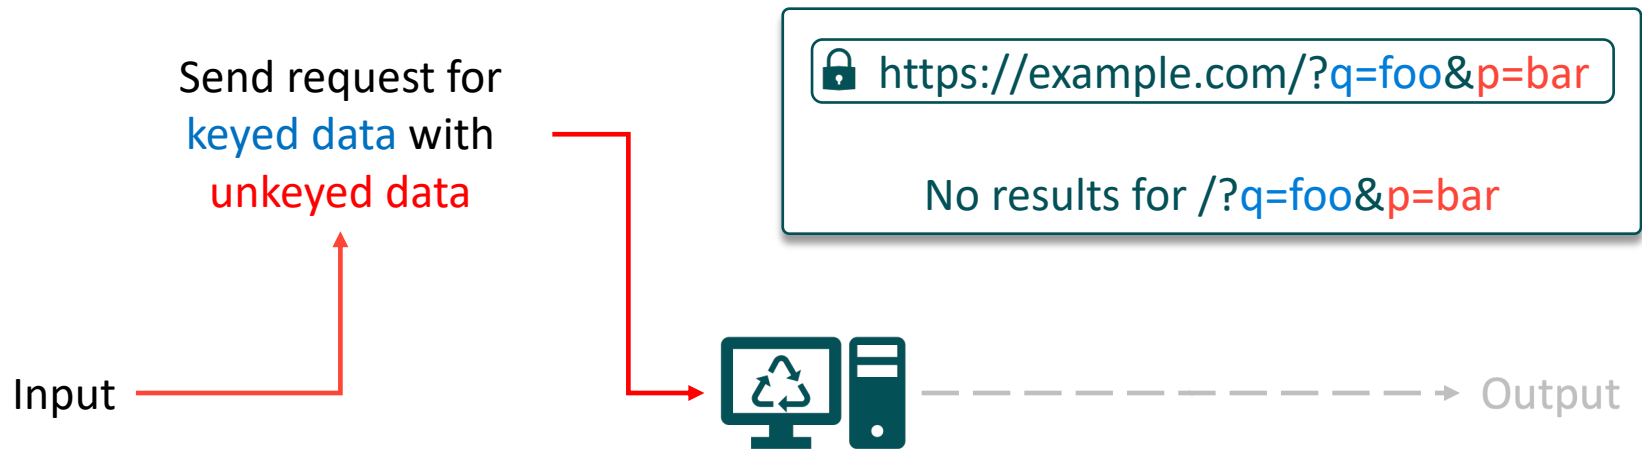 Send request for
keyed data with
unkeyed data
https://example.com/?q=foo&p=bar
No results for /?q=foo&p=bar
Input
Output